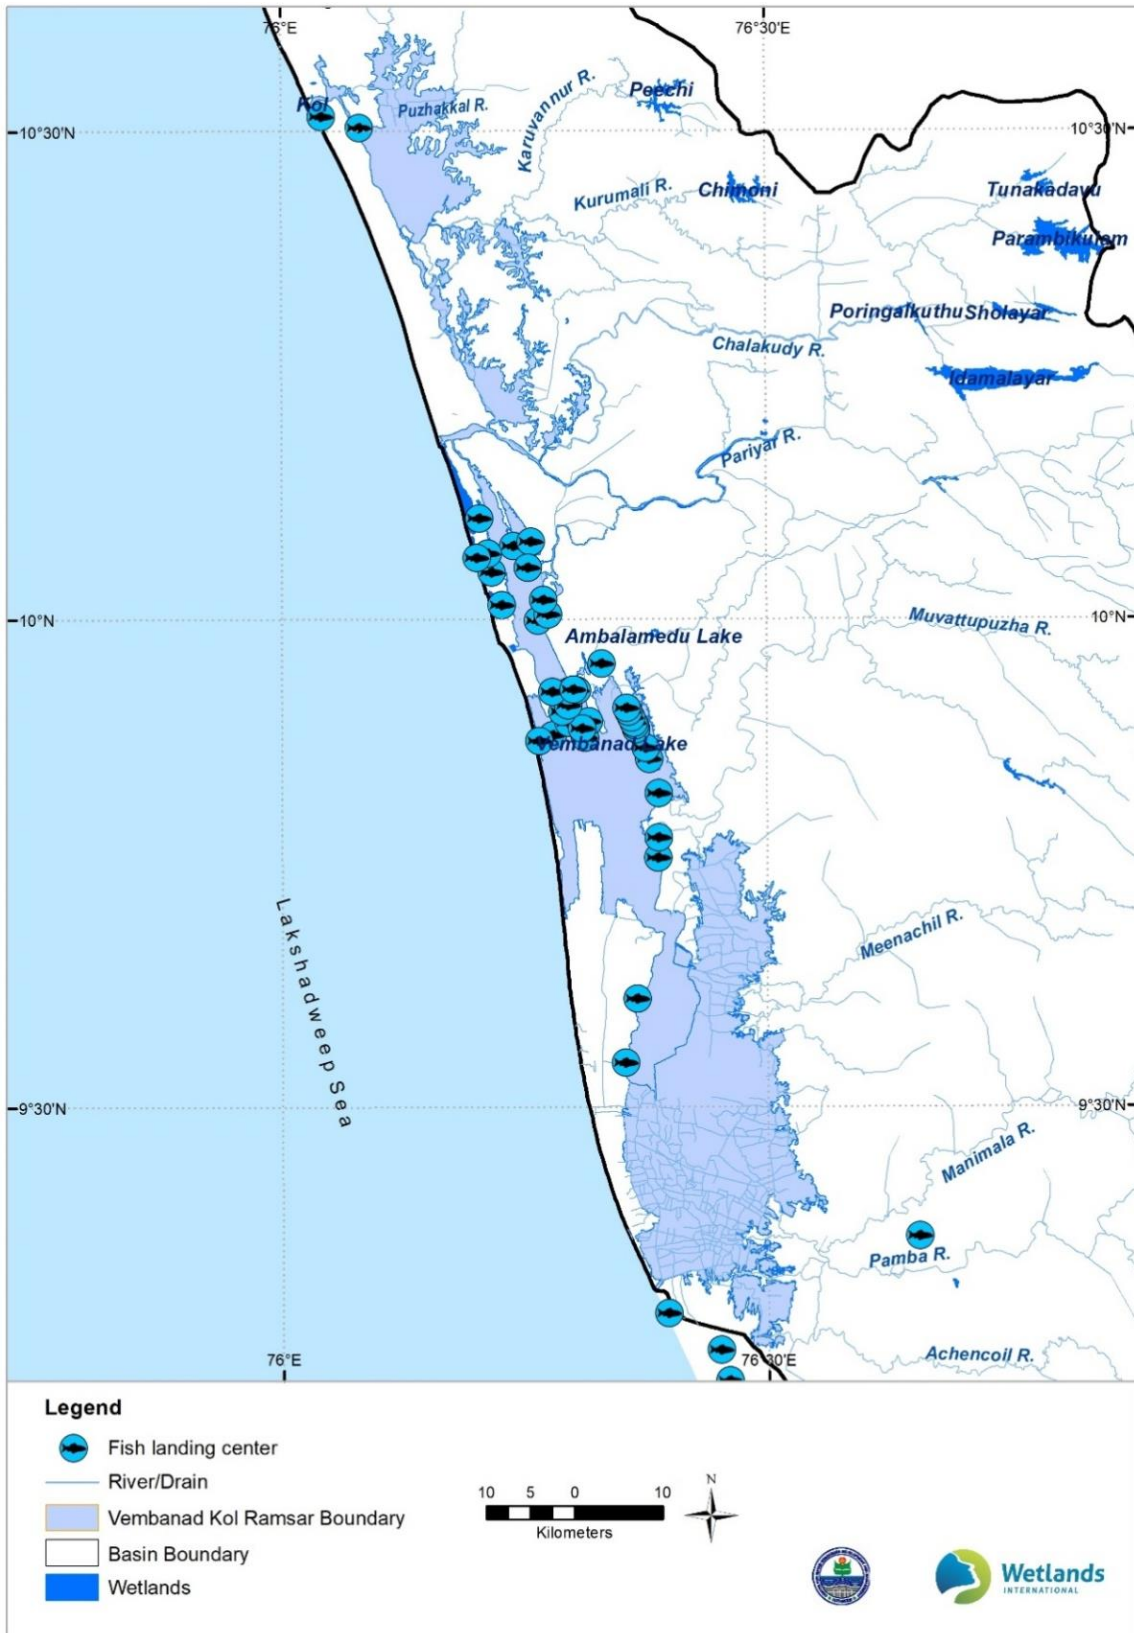 76°E
76°30'E
Kol
Puzhakkal R.
Karuvannur R.
Peechi
10°30'N
10°30'N
Kurumali R.
Chimoni
Tunakadavu
Parambikulam
Poringalkuthu
Sholayar
Chalakudy R.
Idamalayar
Pariyar R.
10°N
Muvattupuzha R.
10°N
Ambalamedu Lake
Vembanad Lake
Lakshadweep Sea
Meenachil R.
9°30'N
9°30'N
Manimala R.
Pamba R.
76°E
76°30'E
Achencoil R.
Legend
Fish landing center
River/Drain
Vembanad Kol Ramsar Boundary
Basin Boundary
Wetlands
10 5 0 10
Kilometers
N
Wetlands
INTERNATIONAL